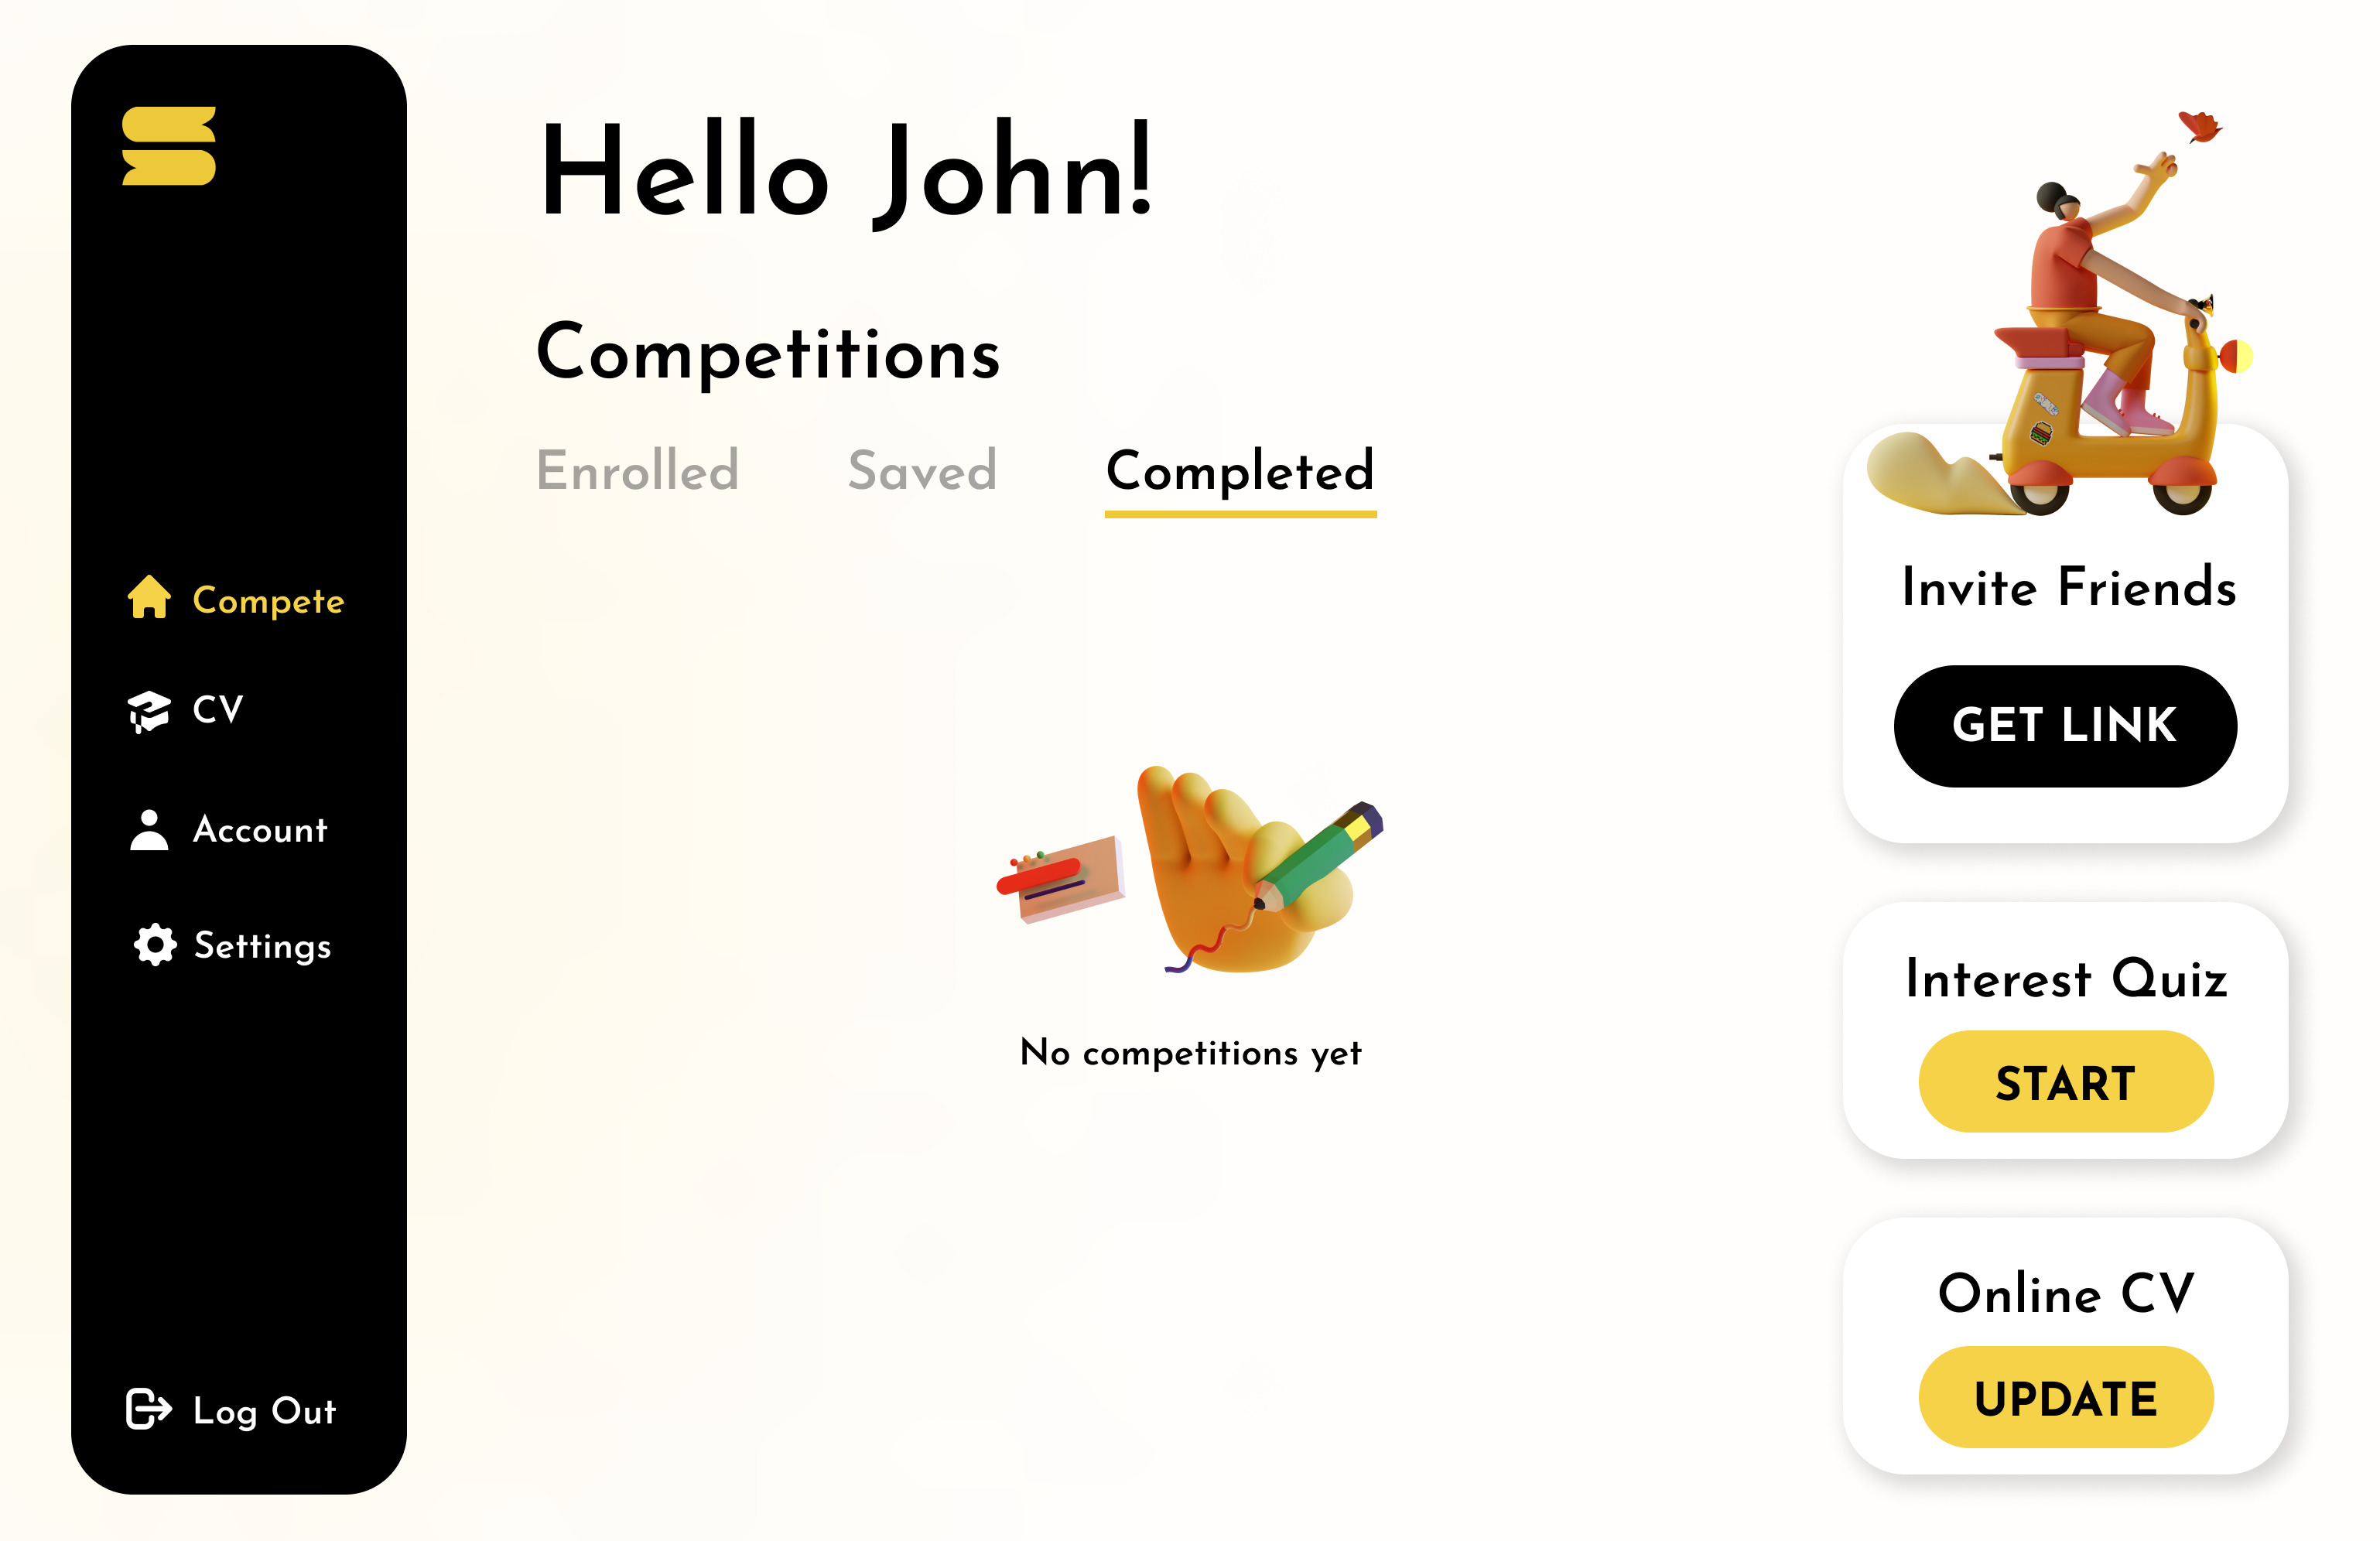 Hello John!
Competitions
Enrolled Saved Completed
Compete
CV
Account
Settings
Log Out
No competitions yet
Invite Friends
GET LINK
Interest Quiz
START
Online CV
UPDATE